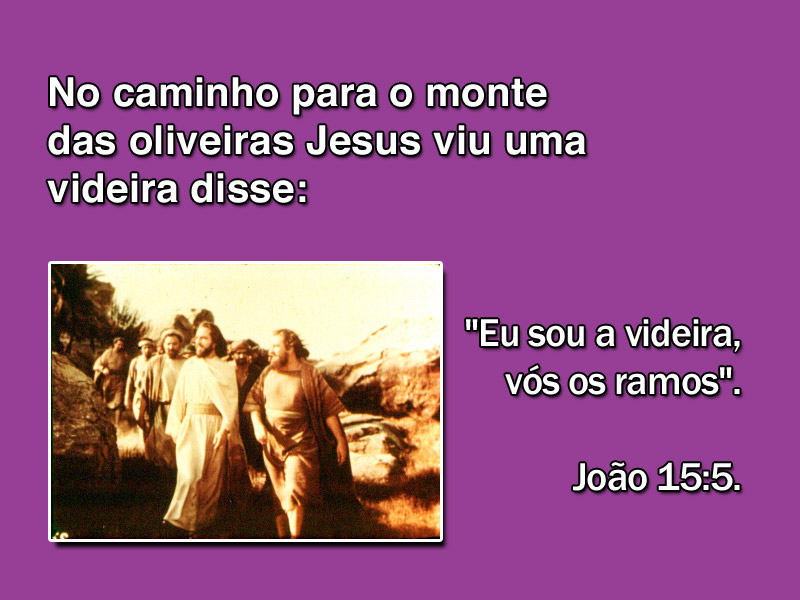 No caminho para o monte
das oliveiras Jesus viu uma
videira disse:
"Eu sou a videira,
vós os ramos".
João 15:5.